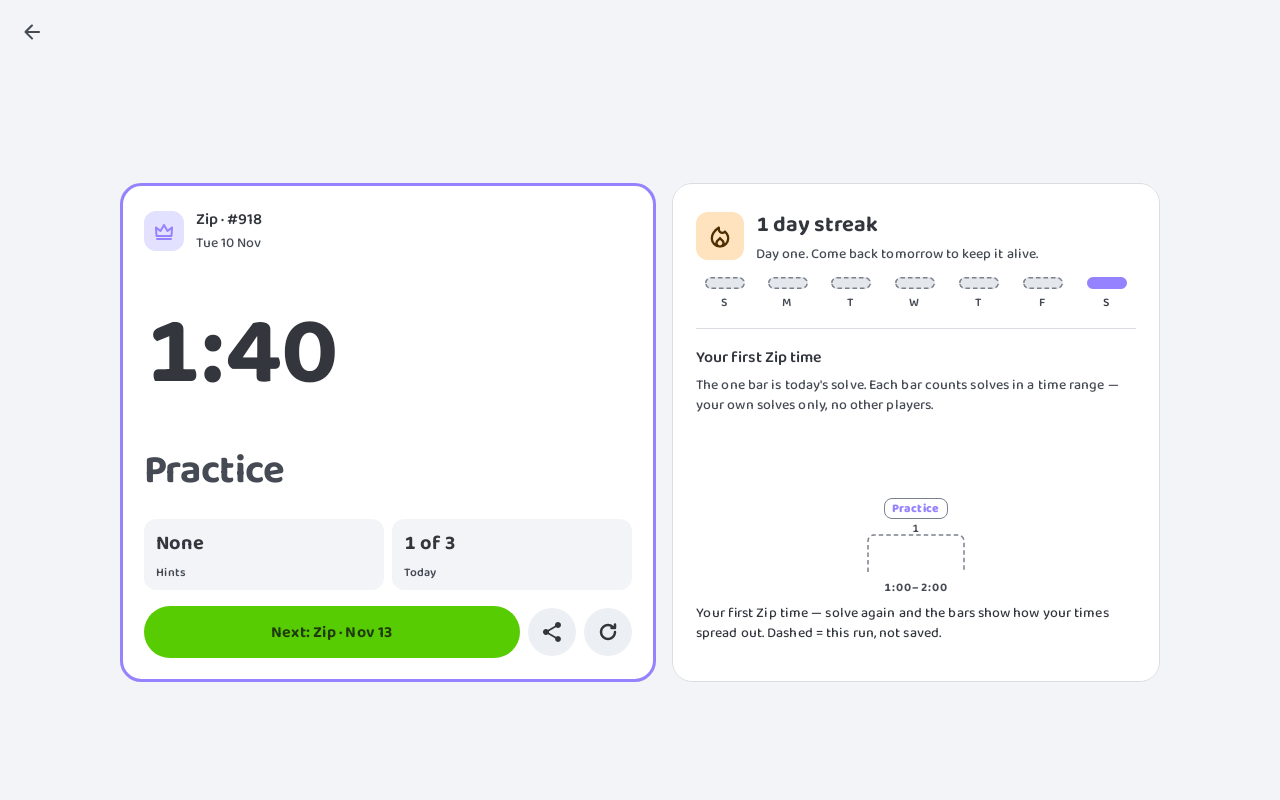 Zip · #918
Tue 10 Nov
1:40
Practice
None
Hints
1 of 3
Today
Next: Zip · Nov 13
1 day streak
Day one. Come back tomorrow to keep it alive.
S M T W T F S
Your first Zip time
The one bar is today's solve. Each bar counts solves in a time range —
your own solves only, no other players.
Practice
1
1:00–2:00
Your first Zip time — solve again and the bars show how your times
spread out. Dashed = this run, not saved.